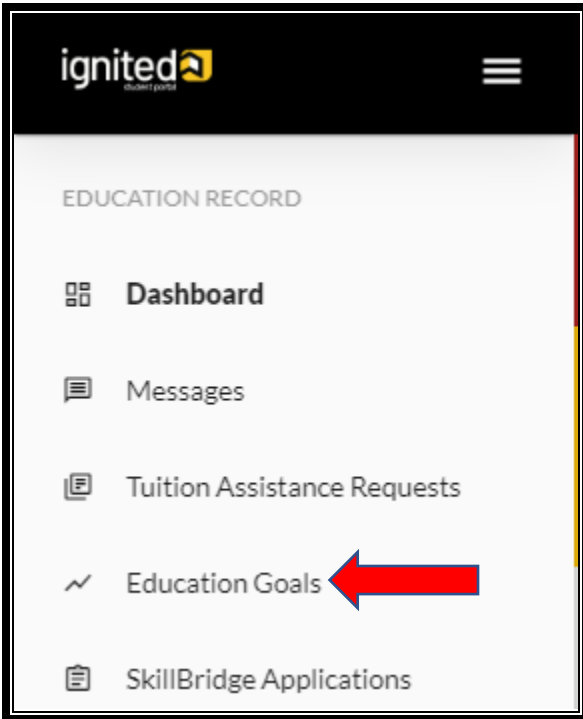 ignited
student portal
EDUCATION RECORD
Dashboard
Messages
Tuition Assistance Requests
Education Goals
SkillBridge Applications